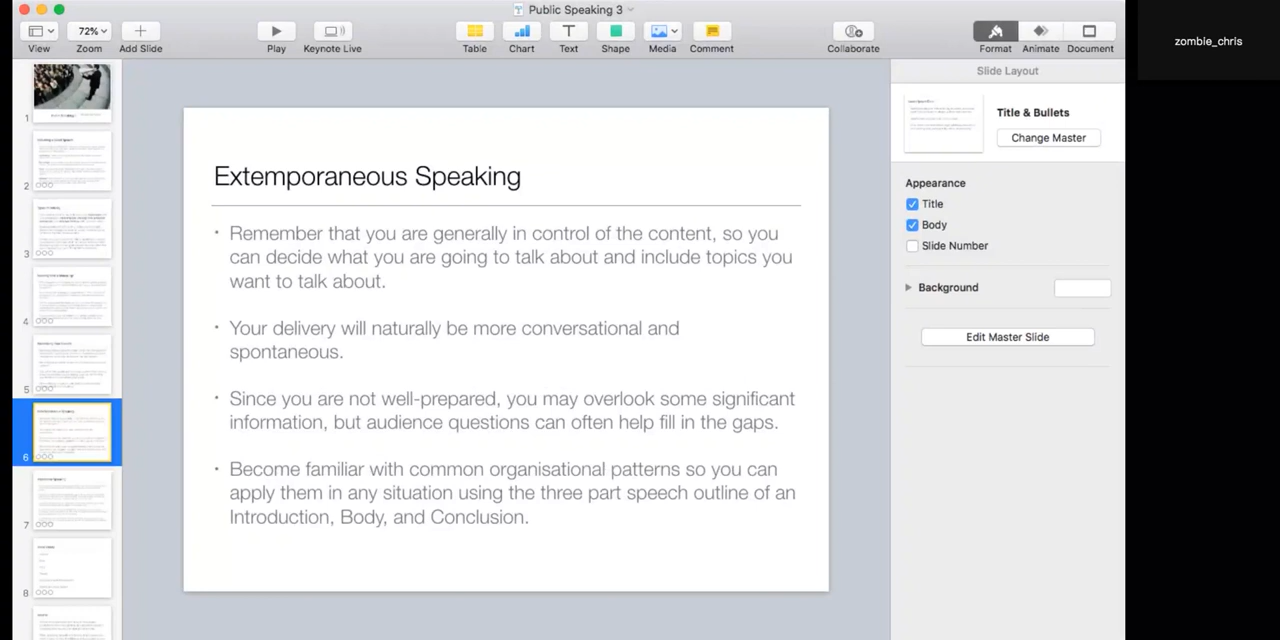 Public Speaking 3
View
72%
Zoom
Add Slide
Play
Keynote Live
Table
Chart
Text
Shape
Media
Comment
Collaborate
Format
Animate
Document
zombie_chris
Slide Layout
Title & Bullets
Change Master
Appearance
Title
Body
Slide Number
Background
Edit Master Slide
1
2
3
4
5
6
7
8
Extemporaneous Speaking
• Remember that you are generally in control of the content, so you
can decide what you are going to talk about and include topics you
want to talk about.
• Your delivery will naturally be more conversational and
spontaneous.
• Since you are not well-prepared, you may overlook some significant
information, but audience questions can often help fill in the gaps.
• Become familiar with common organisational patterns so you can
apply them in any situation using the three part speech outline of an
Introduction, Body, and Conclusion.